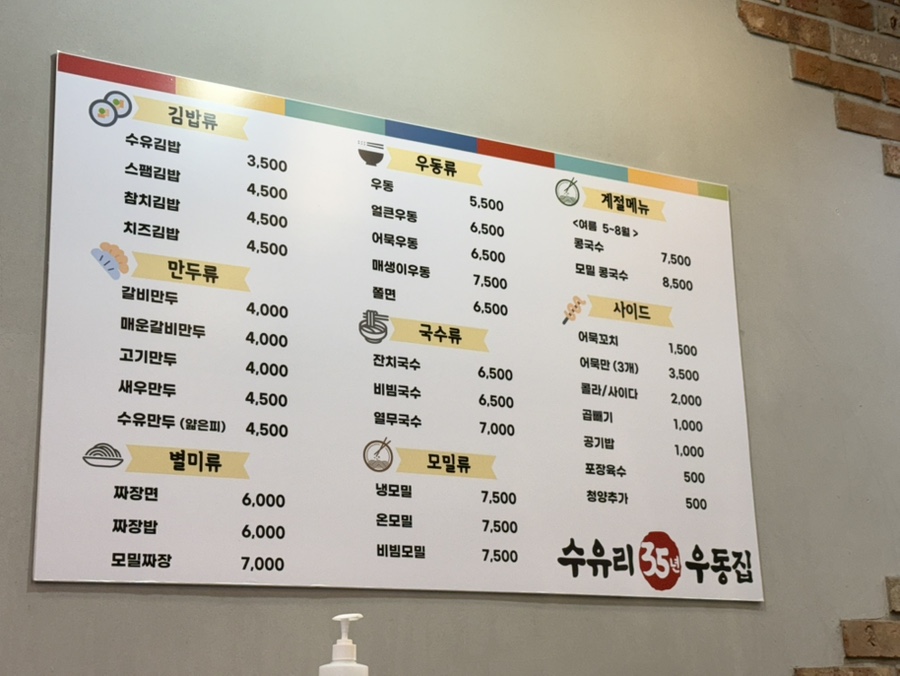 김밥류
수유김밥 3,500
스팸김밥 4,500
참치김밥 4,500
치즈김밥 4,500
만두류
갈비만두 4,000
매운갈비만두 4,000
고기만두 4,000
새우만두 4,500
수유만두 (얇은피) 4,500
별미류
짜장면 6,000
짜장밥 6,000
모밀짜장 7,000
우동류
우동 5,500
얼큰우동 6,500
어묵우동 6,500
매생이우동 7,500
쫄면 6,500
국수류
잔치국수 6,500
비빔국수 6,500
열무국수 7,000
모밀류
냉모밀 7,500
온모밀 7,500
비빔모밀 7,500
계절메뉴
<여름 5~8월>
콩국수 7,500
모밀 콩국수 8,500
사이드
어묵꼬치 1,500
어묵만 (3개) 3,500
콜라/사이다 2,000
곱빼기 1,000
공기밥 1,000
포장육수 500
청양추가 500
수유리 35년 우동집